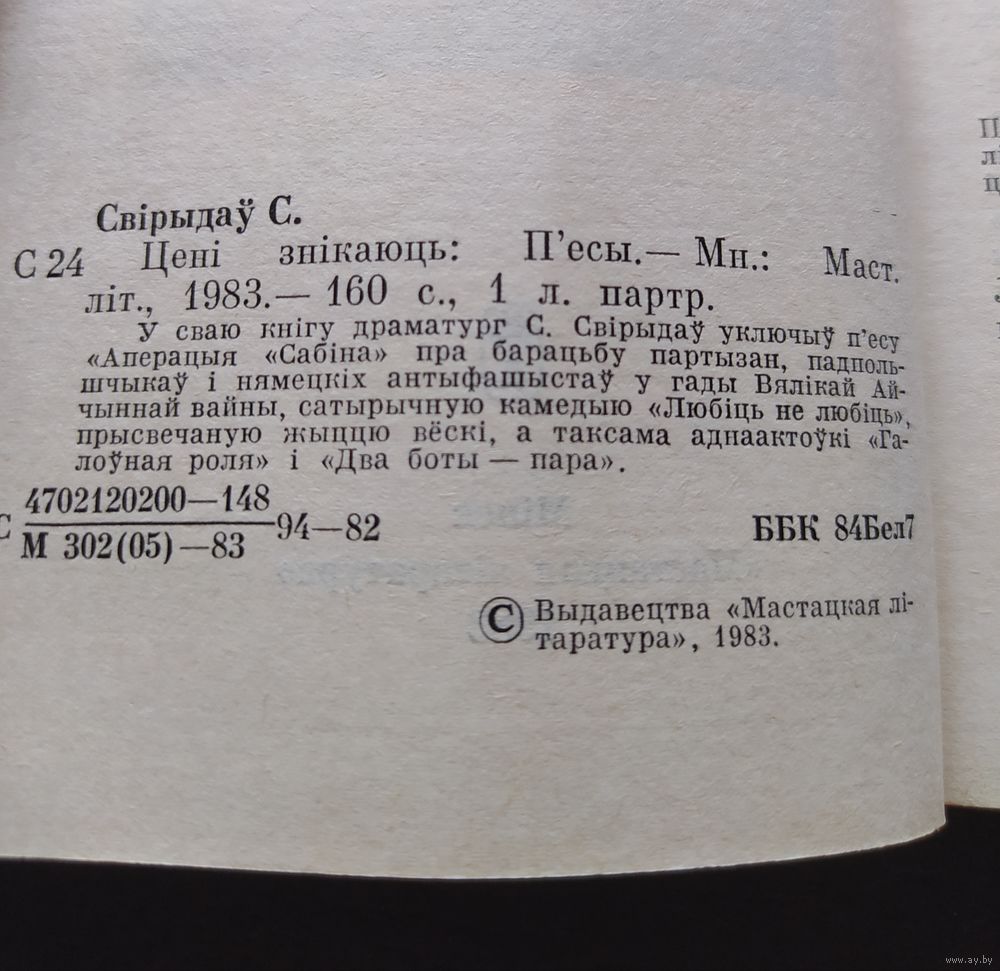 Свірыдаў С.
С 24 Цені знікаюць: П'есы.— Мн.: Маст.
літ., 1983.— 160 с., 1 л. партр.
У сваю кнігу драматург С. Свірыдаў уключыў п'есу
«Аперацыя «Сабіна» пра барацьбу партызан, падполь-
шчыкаў і нямецкіх антыфашыстаў у гады Вялікай Ай-
чыннай вайны, сатырычную камедыю «Любіць не любіць»,
прысвечаную жыццю вёскі, а таксама аднаактоўкі «Га-
лоўная роля» і «Два боты — пара».
С 4702120200—148
М 302(05)—83
94—82
ББК 84Бел7
© Выдавецтва «Мастацкая лі-
таратура», 1983.
www.ay.by